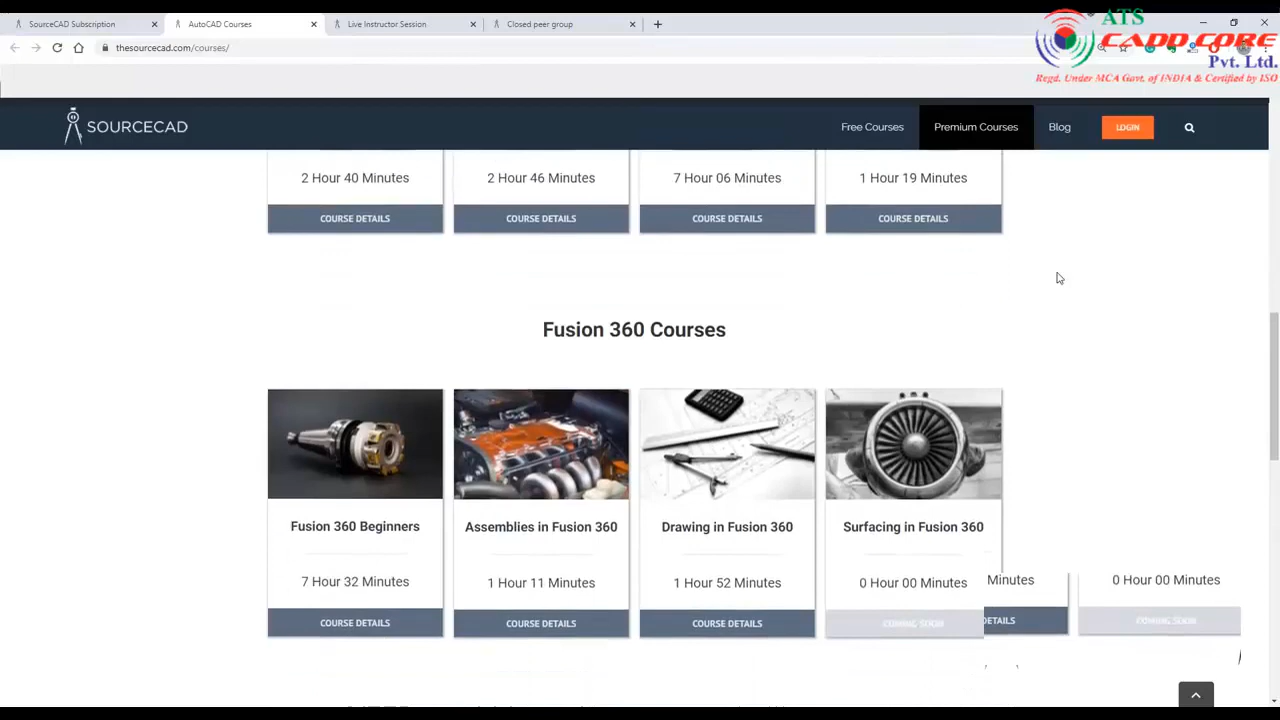 SourceCAD Subscription
AutoCAD Courses
Live Instructor Session
Closed peer group
thesourcecad.com/courses/
ATS
CADD CORE
Pvt. Ltd.
Regd. Under MCA Govt. of INDIA & Certified by ISO
SOURCECAD
Free Courses
Premium Courses
Blog
LOGIN
2 Hour 40 Minutes
2 Hour 46 Minutes
7 Hour 06 Minutes
1 Hour 19 Minutes
COURSE DETAILS
COURSE DETAILS
COURSE DETAILS
COURSE DETAILS
Fusion 360 Courses
Fusion 360 Beginners
Assemblies in Fusion 360
Drawing in Fusion 360
Surfacing in Fusion 360
7 Hour 32 Minutes
1 Hour 11 Minutes
1 Hour 52 Minutes
0 Hour 00 Minutes
Minutes
0 Hour 00 Minutes
COURSE DETAILS
COURSE DETAILS
COURSE DETAILS
COMING SOON
DETAILS
COMING SOON